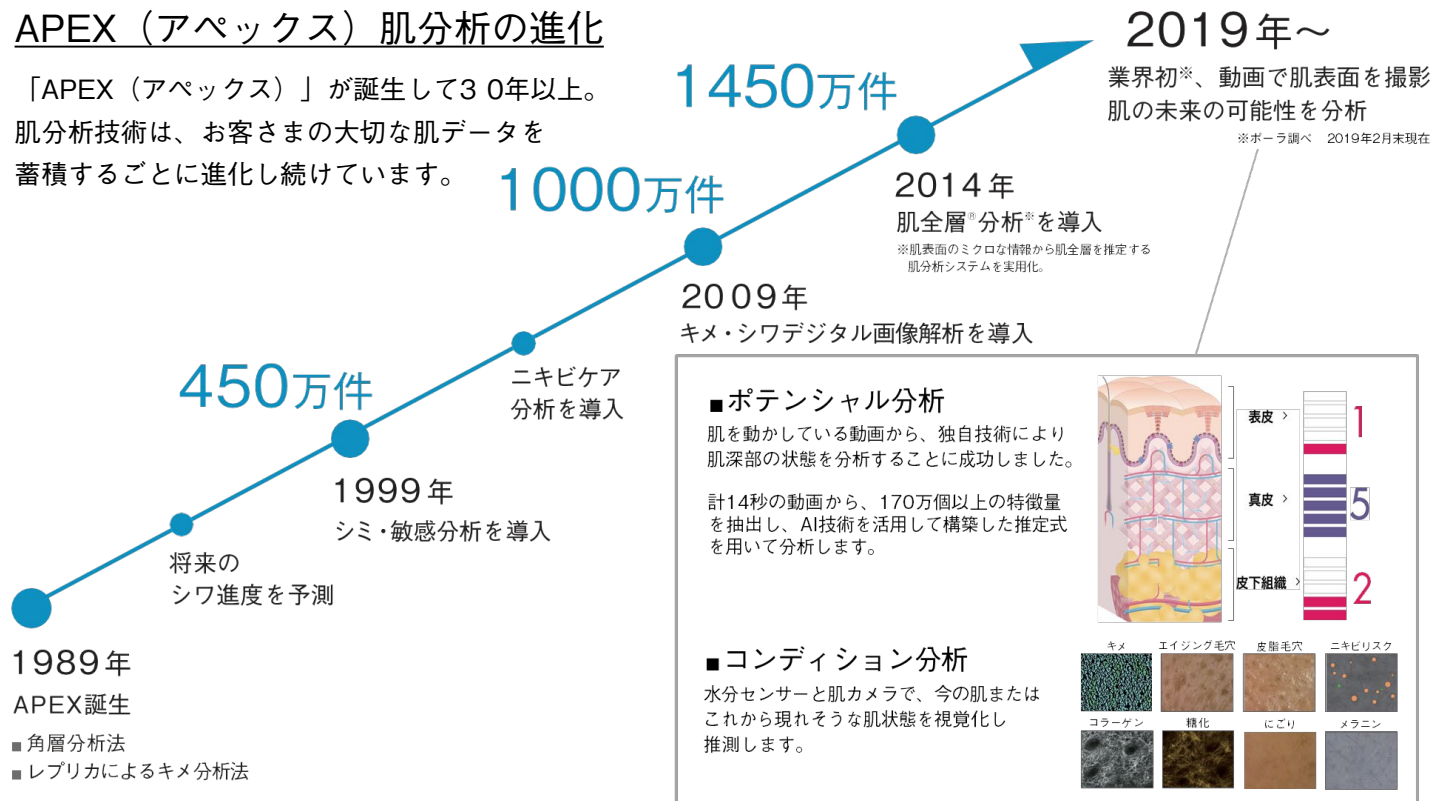 APEX（アペックス）肌分析の進化
「APEX（アペックス）」が誕生して30年以上。
肌分析技術は、お客さまの大切な肌データを
蓄積するごとに進化し続けています。
1989年
APEX誕生
■角層分析法
■レプリカによるキメ分析法
将来の
シワ進度を予測
450万件
1999年
シミ・敏感分析を導入
ニキビケア
分析を導入
1000万件
2009年
キメ・シワデジタル画像解析を導入
1450万件
2014年
肌全層®分析※を導入
※肌表面のミクロな情報から肌全層を推定する
肌分析システムを実用化。
2019年～
業界初※、動画で肌表面を撮影
肌の未来の可能性を分析
※ポーラ調べ　2019年2月末現在
■ポテンシャル分析
肌を動かしている動画から、独自技術により
肌深部の状態を分析することに成功しました。
計14秒の動画から、170万個以上の特徴量
を抽出し、AI技術を活用して構築した推定式
を用いて分析します。
表皮 > 1
真皮 > 5
皮下組織 > 2
■コンディション分析
水分センサーと肌カメラで、今の肌または
これから現れそうな肌状態を視覚化し
推測します。
キメ エイジング毛穴 皮脂毛穴 ニキビリスク
コラーゲン 糖化 にごり メラニン